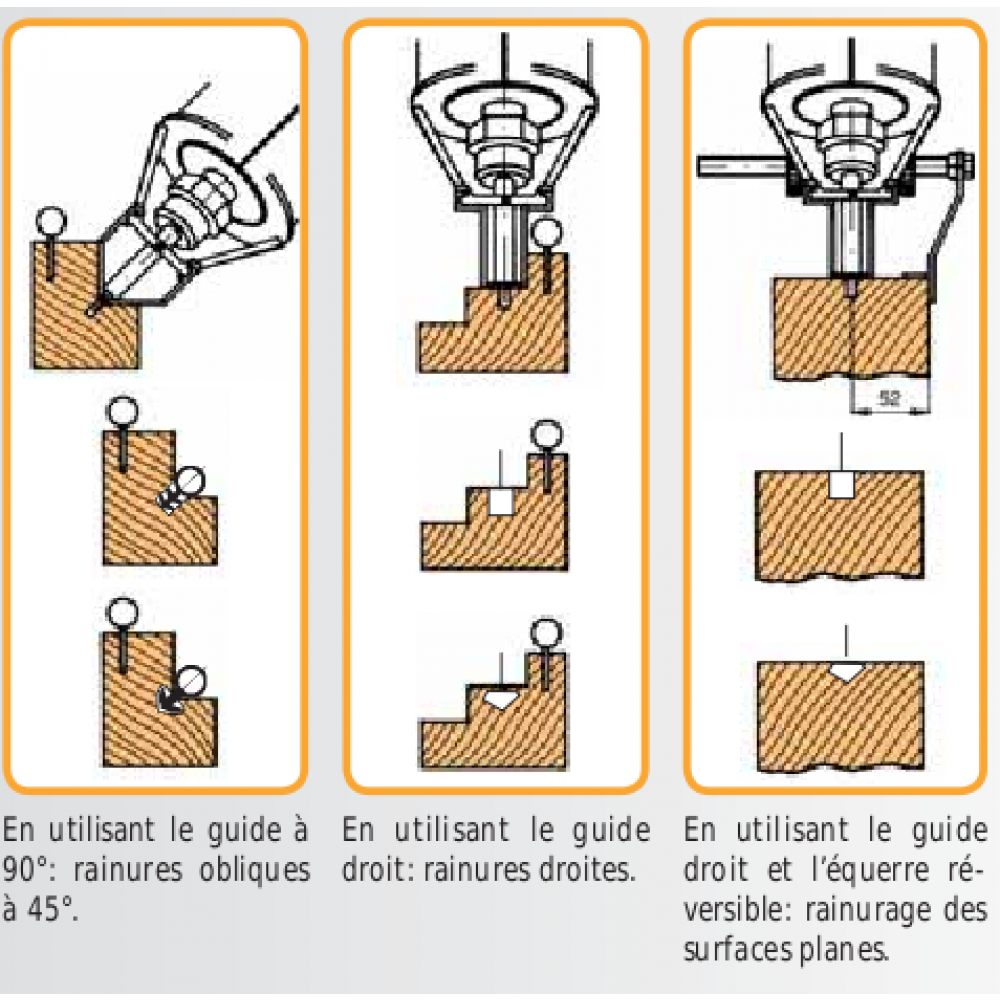 52
En utilisant le guide à
90°: rainures obliques
à 45°.
En utilisant le guide
droit: rainures droites.
En utilisant le guide
droit et l'équerre ré-
versible: rainurage des
surfaces planes.